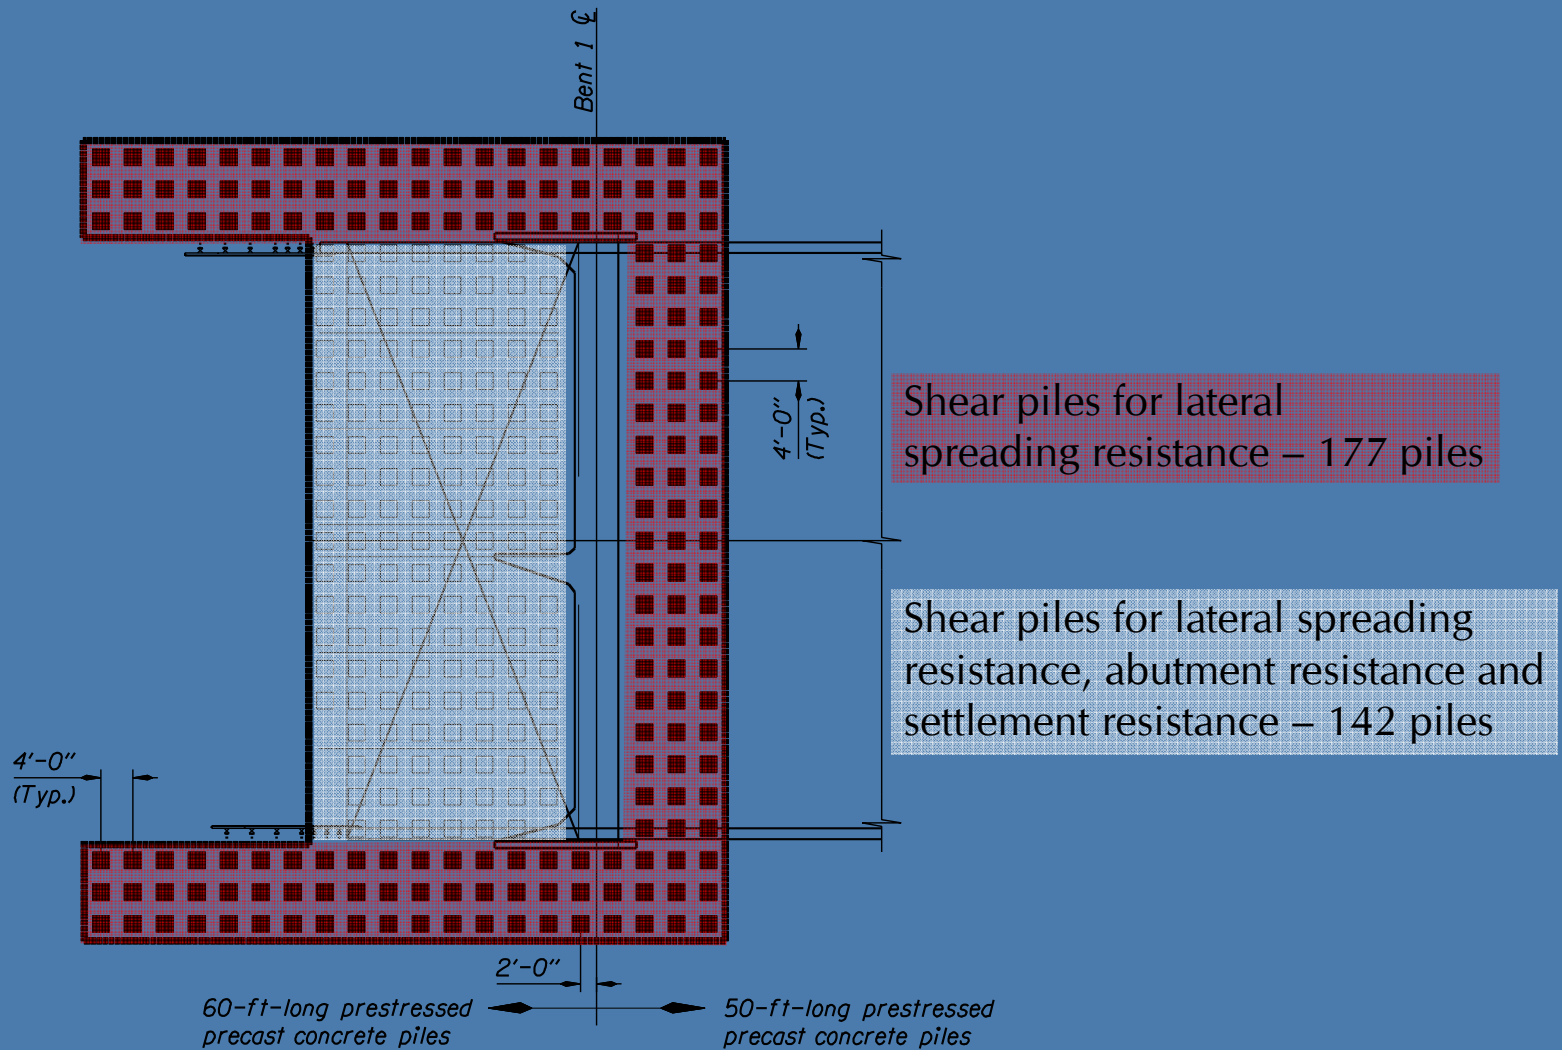 Bent 1 ℄
4'-0"
(Typ.)
Shear piles for lateral
spreading resistance – 177 piles
Shear piles for lateral spreading
resistance, abutment resistance and
settlement resistance – 142 piles
4'-0"
(Typ.)
2'-0"
60-ft-long prestressed
precast concrete piles
50-ft-long prestressed
precast concrete piles